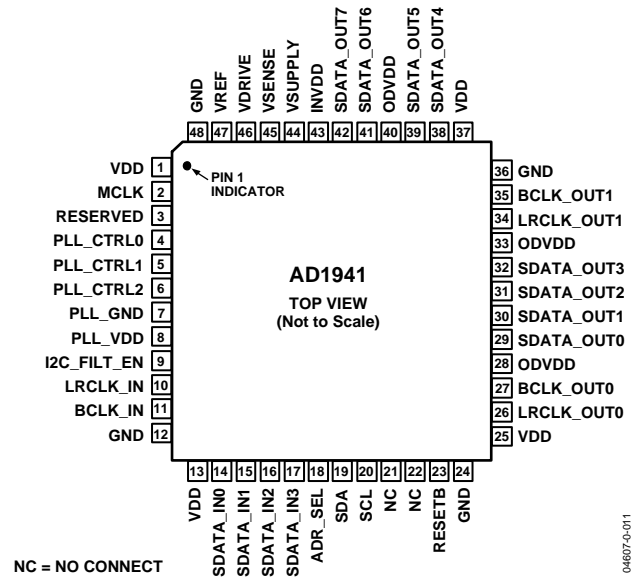 GND
VREF
VDRIVE
VSENSE
VSUPPLY
INVDD
SDATA_OUT7
SDATA_OUT6
ODVDD
SDATA_OUT5
SDATA_OUT4
VDD
48 47 46 45 44 43 42 41 40 39 38 37
VDD 1
MCLK 2
RESERVED 3
PLL_CTRL0 4
PLL_CTRL1 5
PLL_CTRL2 6
PLL_GND 7
PLL_VDD 8
I2C_FILT_EN 9
LRCLK_IN 10
BCLK_IN 11
GND 12
PIN 1
INDICATOR
AD1941
TOP VIEW
(Not to Scale)
36 GND
35 BCLK_OUT1
34 LRCLK_OUT1
33 ODVDD
32 SDATA_OUT3
31 SDATA_OUT2
30 SDATA_OUT1
29 SDATA_OUT0
28 ODVDD
27 BCLK_OUT0
26 LRCLK_OUT0
25 VDD
13 14 15 16 17 18 19 20 21 22 23 24
VDD
SDATA_IN0
SDATA_IN1
SDATA_IN2
SDATA_IN3
ADR_SEL
SDA
SCL
NC
NC
RESETB
GND
NC = NO CONNECT
04607-0-011